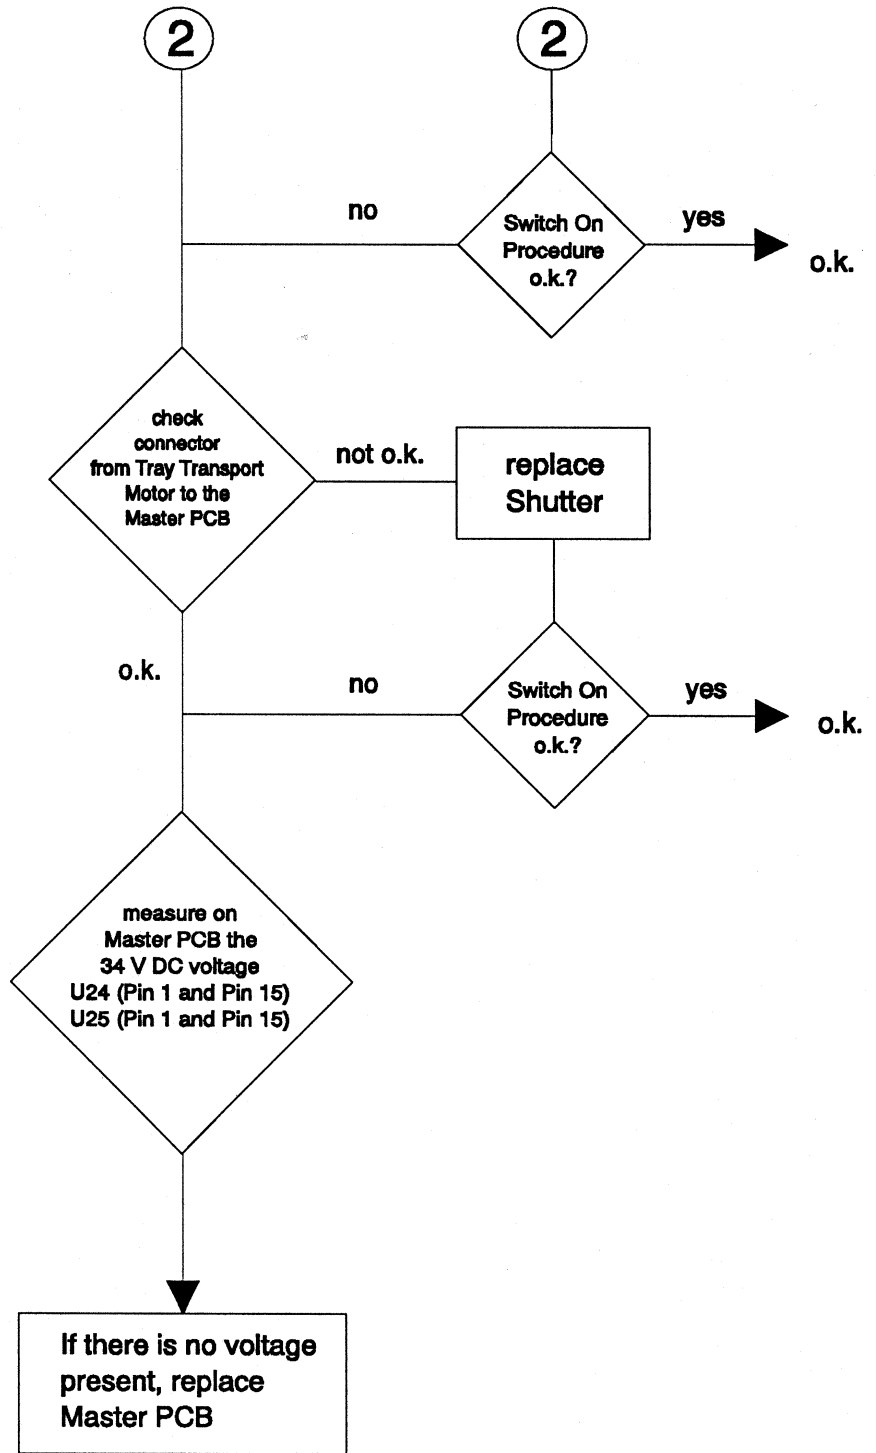 2
2
no
Switch On
Procedure
o.k.?
yes
o.k.
check
connector
from Tray Transport
Motor to the
Master PCB
not o.k.
replace
Shutter
o.k.
no
Switch On
Procedure
o.k.?
yes
o.k.
measure on
Master PCB the
34 V DC voltage
U24 (Pin 1 and Pin 15)
U25 (Pin 1 and Pin 15)
If there is no voltage
present, replace
Master PCB